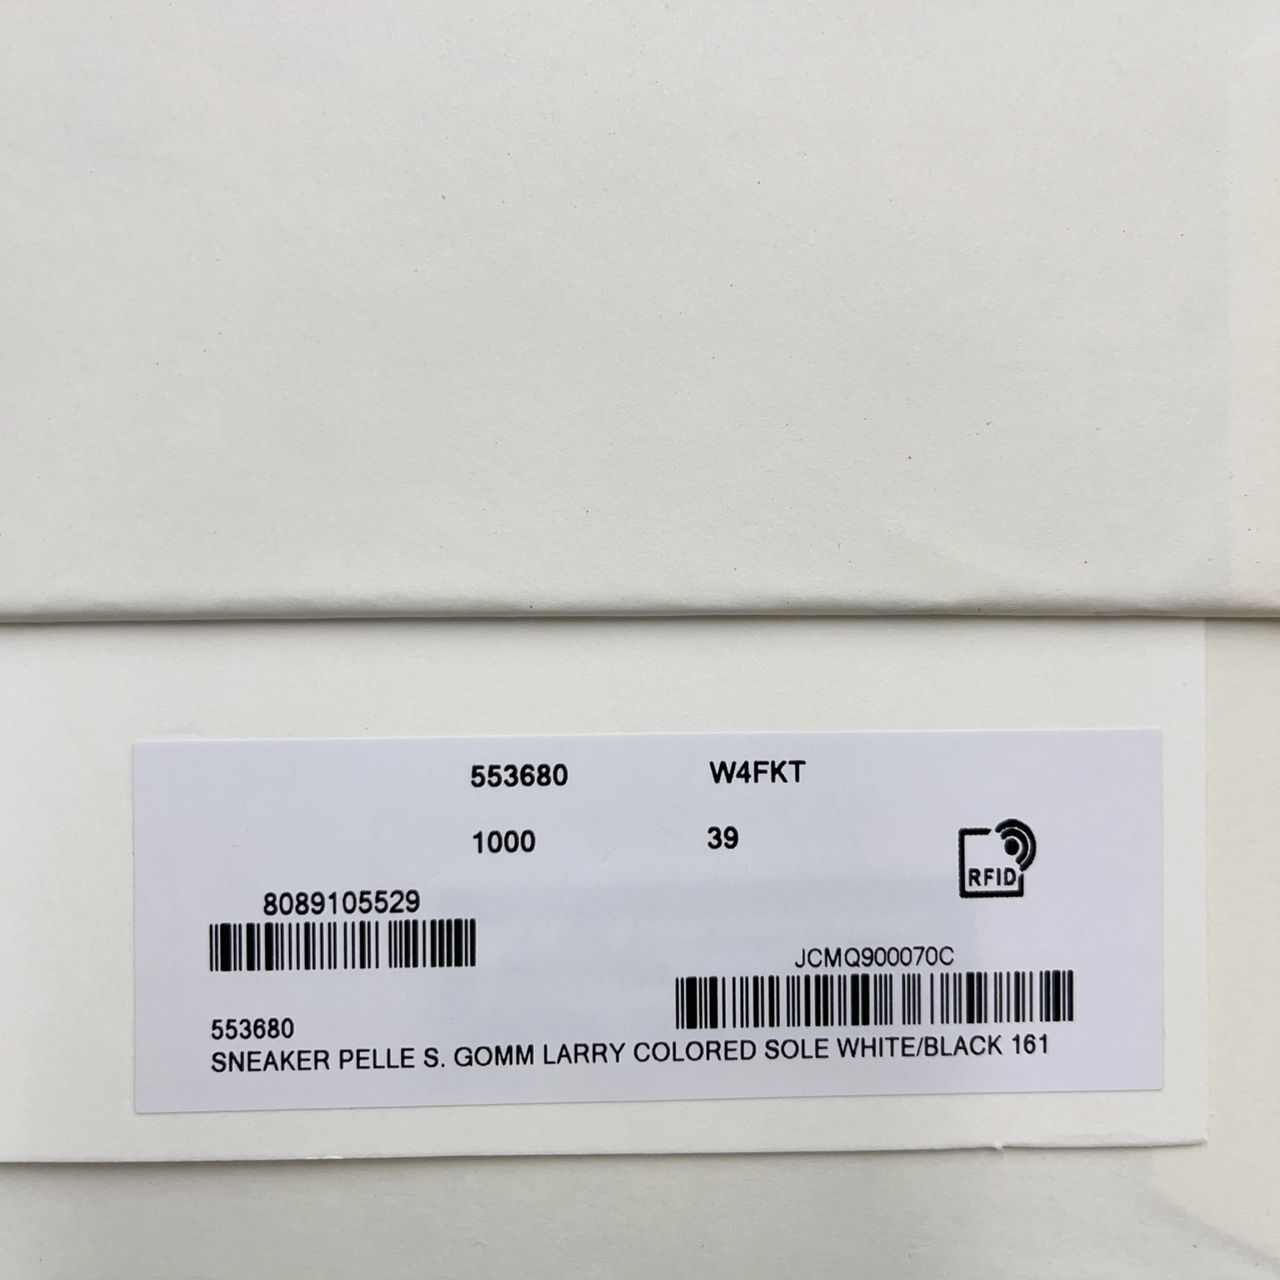 553680 W4FKT
1000 39
RFID
8089105529
JCMQ900070C
553680
SNEAKER PELLE S. GOMM LARRY COLORED SOLE WHITE/BLACK 161